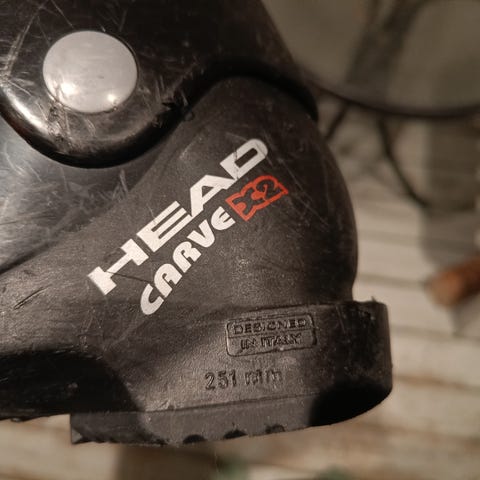 HEAD
CARVE X2
DESIGNED
IN ITALY
251 mm